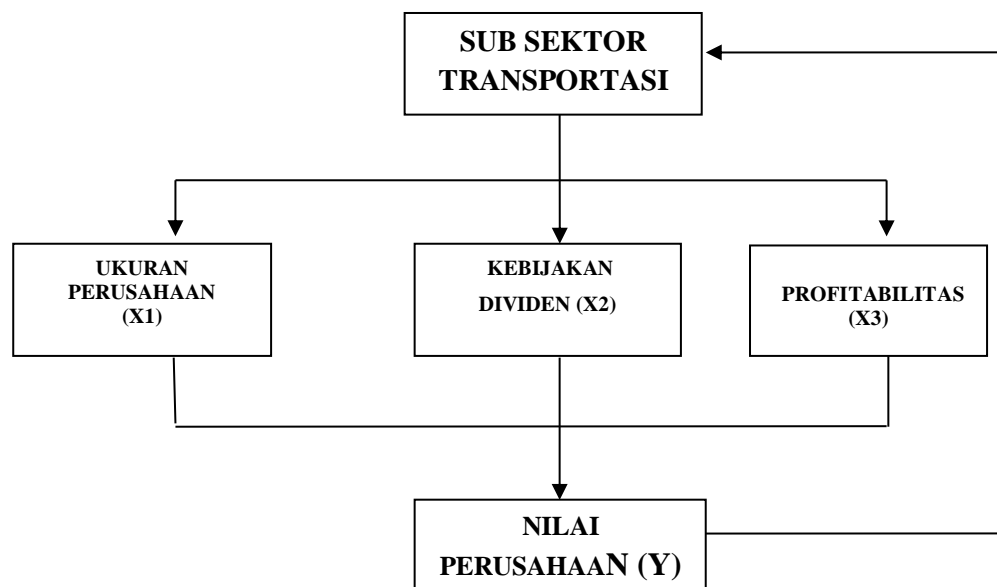 SUB SEKTOR
TRANSPORTASI
UKURAN
PERUSAHAAN
(X1)
KEBIJAKAN
DIVIDEN (X2)
PROFITABILITAS
(X3)
NILAI
PERUSAHAAN (Y)